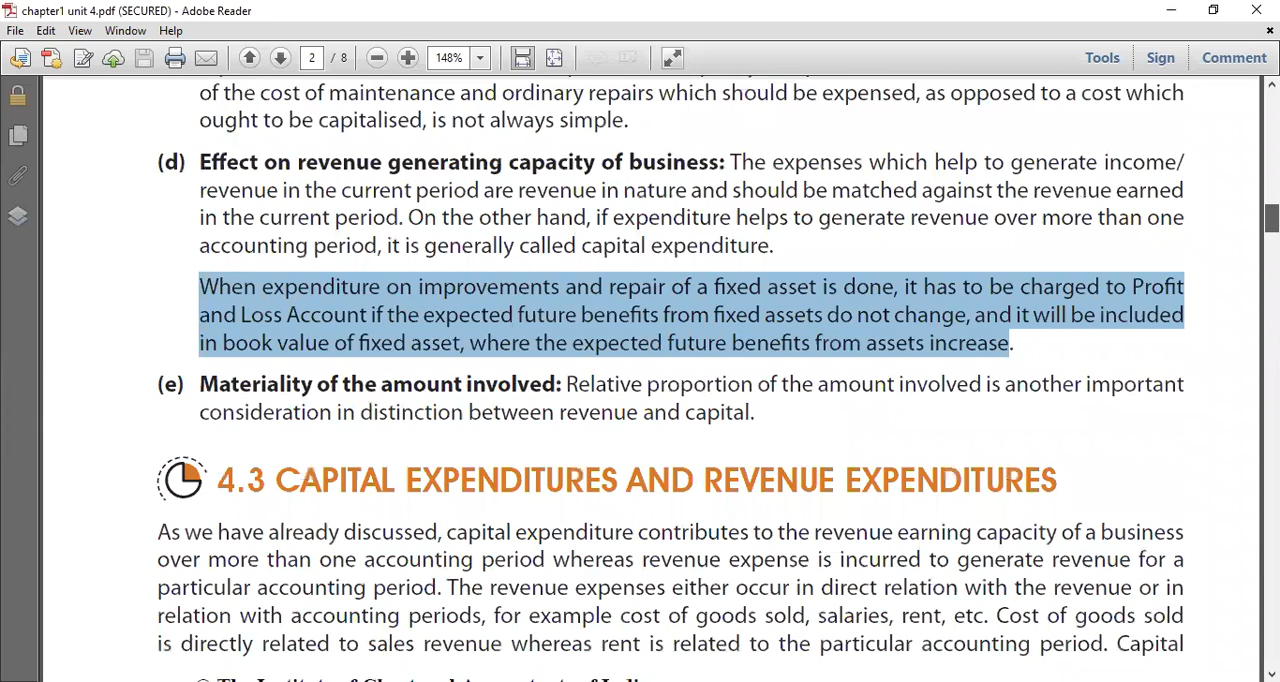 chapter1 unit 4.pdf (SECURED) - Adobe Reader
File Edit View Window Help
2 / 8 148% Tools Sign Comment
of the cost of maintenance and ordinary repairs which should be expensed, as opposed to a cost which
ought to be capitalised, is not always simple.
(d) Effect on revenue generating capacity of business: The expenses which help to generate income/
revenue in the current period are revenue in nature and should be matched against the revenue earned
in the current period. On the other hand, if expenditure helps to generate revenue over more than one
accounting period, it is generally called capital expenditure.
When expenditure on improvements and repair of a fixed asset is done, it has to be charged to Profit
and Loss Account if the expected future benefits from fixed assets do not change, and it will be included
in book value of fixed asset, where the expected future benefits from assets increase.
(e) Materiality of the amount involved: Relative proportion of the amount involved is another important
consideration in distinction between revenue and capital.
4.3 CAPITAL EXPENDITURES AND REVENUE EXPENDITURES
As we have already discussed, capital expenditure contributes to the revenue earning capacity of a business
over more than one accounting period whereas revenue expense is incurred to generate revenue for a
particular accounting period. The revenue expenses either occur in direct relation with the revenue or in
relation with accounting periods, for example cost of goods sold, salaries, rent, etc. Cost of goods sold
is directly related to sales revenue whereas rent is related to the particular accounting period. Capital